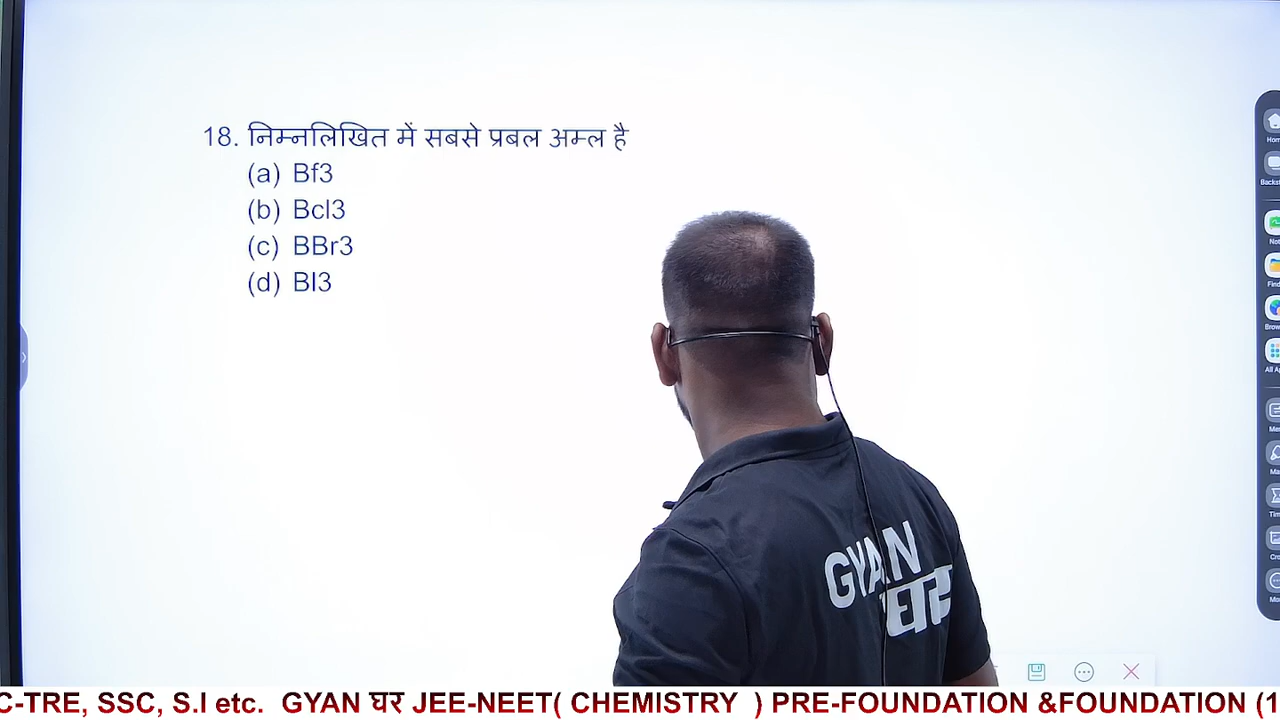 18. निम्नलिखित में सबसे प्रबल अम्ल है
(a) Bf3
(b) Bcl3
(c) BBr3
(d) BI3
GYAN
घर
C-TRE, SSC, S.I etc. GYAN घर JEE-NEET( CHEMISTRY ) PRE-FOUNDATION &FOUNDATION (1